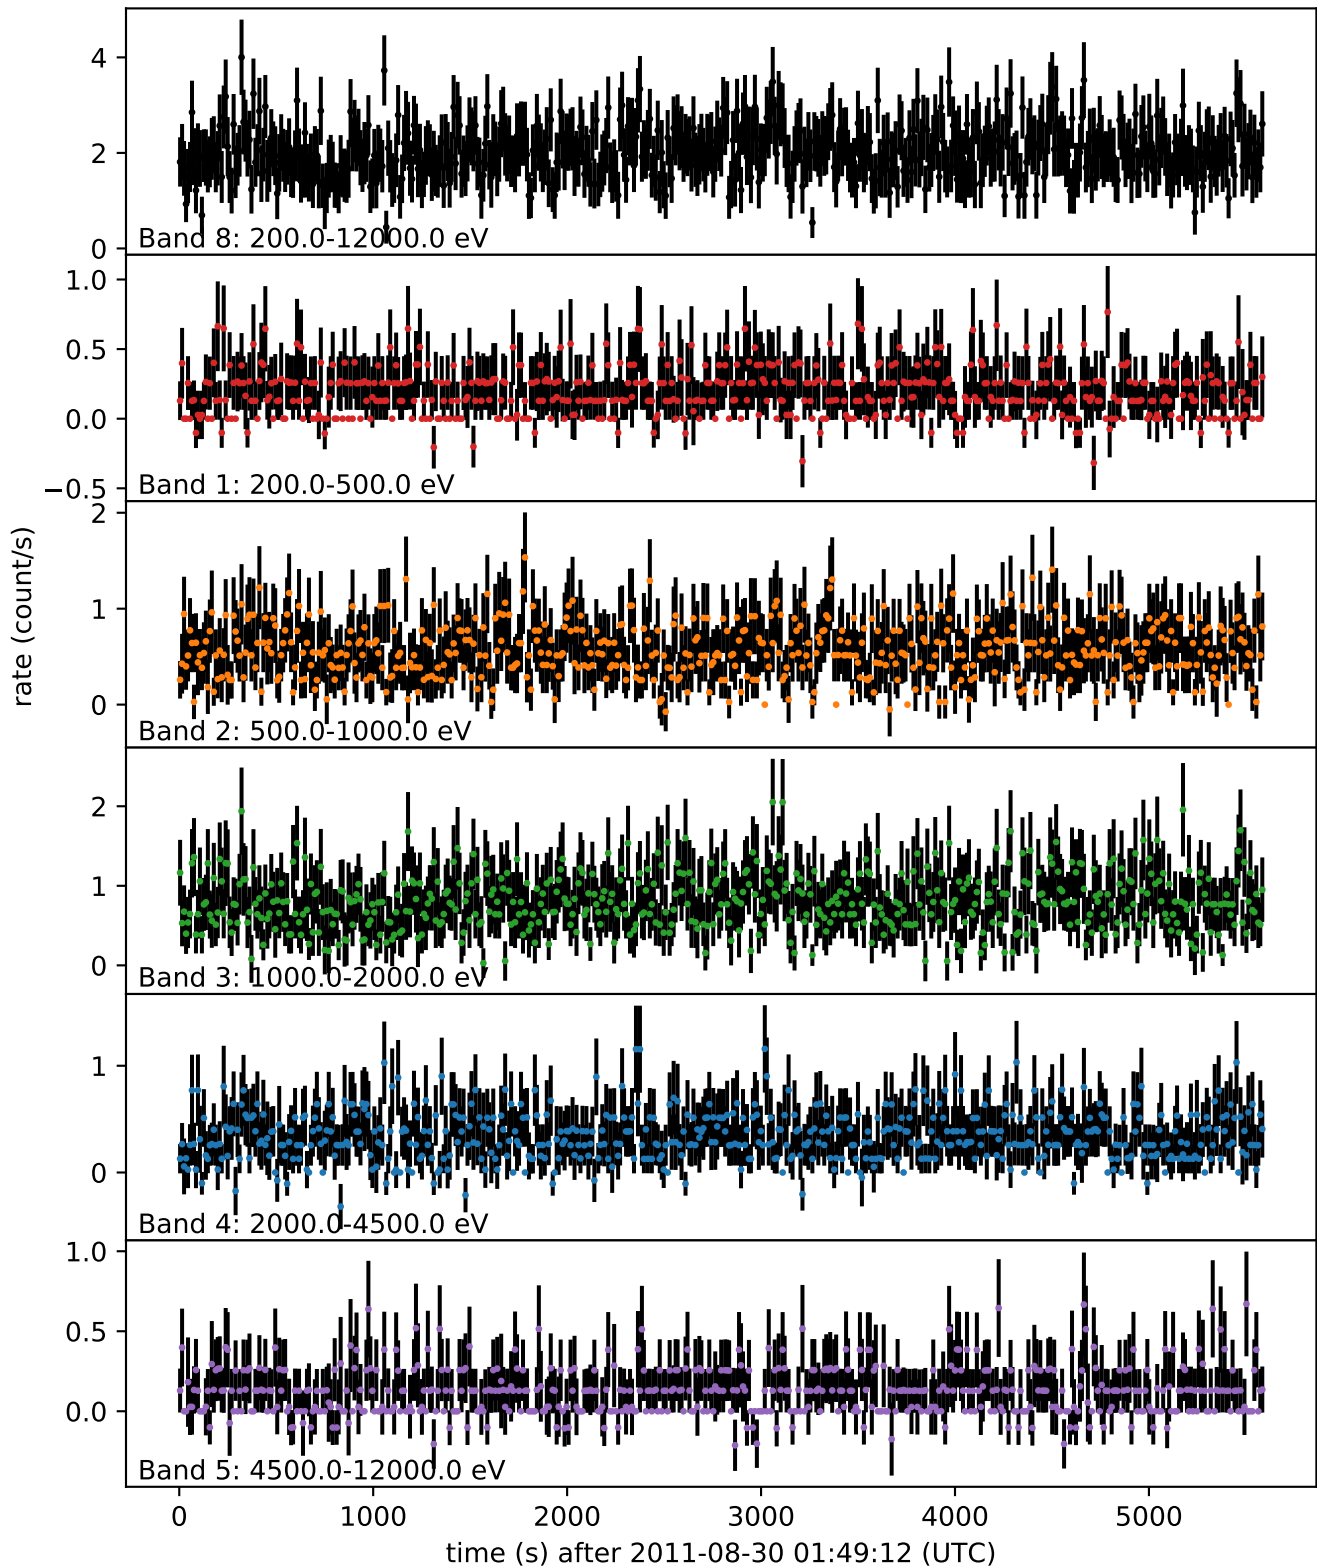 4
2
0
Band 8: 200.0-12000.0 eV
1.0
0.5
0.0
−0.5
Band 1: 200.0-500.0 eV
rate (count/s)
2
1
0
Band 2: 500.0-1000.0 eV
2
1
0
Band 3: 1000.0-2000.0 eV
1
0
Band 4: 2000.0-4500.0 eV
1.0
0.5
0.0
Band 5: 4500.0-12000.0 eV
0 1000 2000 3000 4000 5000
time (s) after 2011-08-30 01:49:12 (UTC)